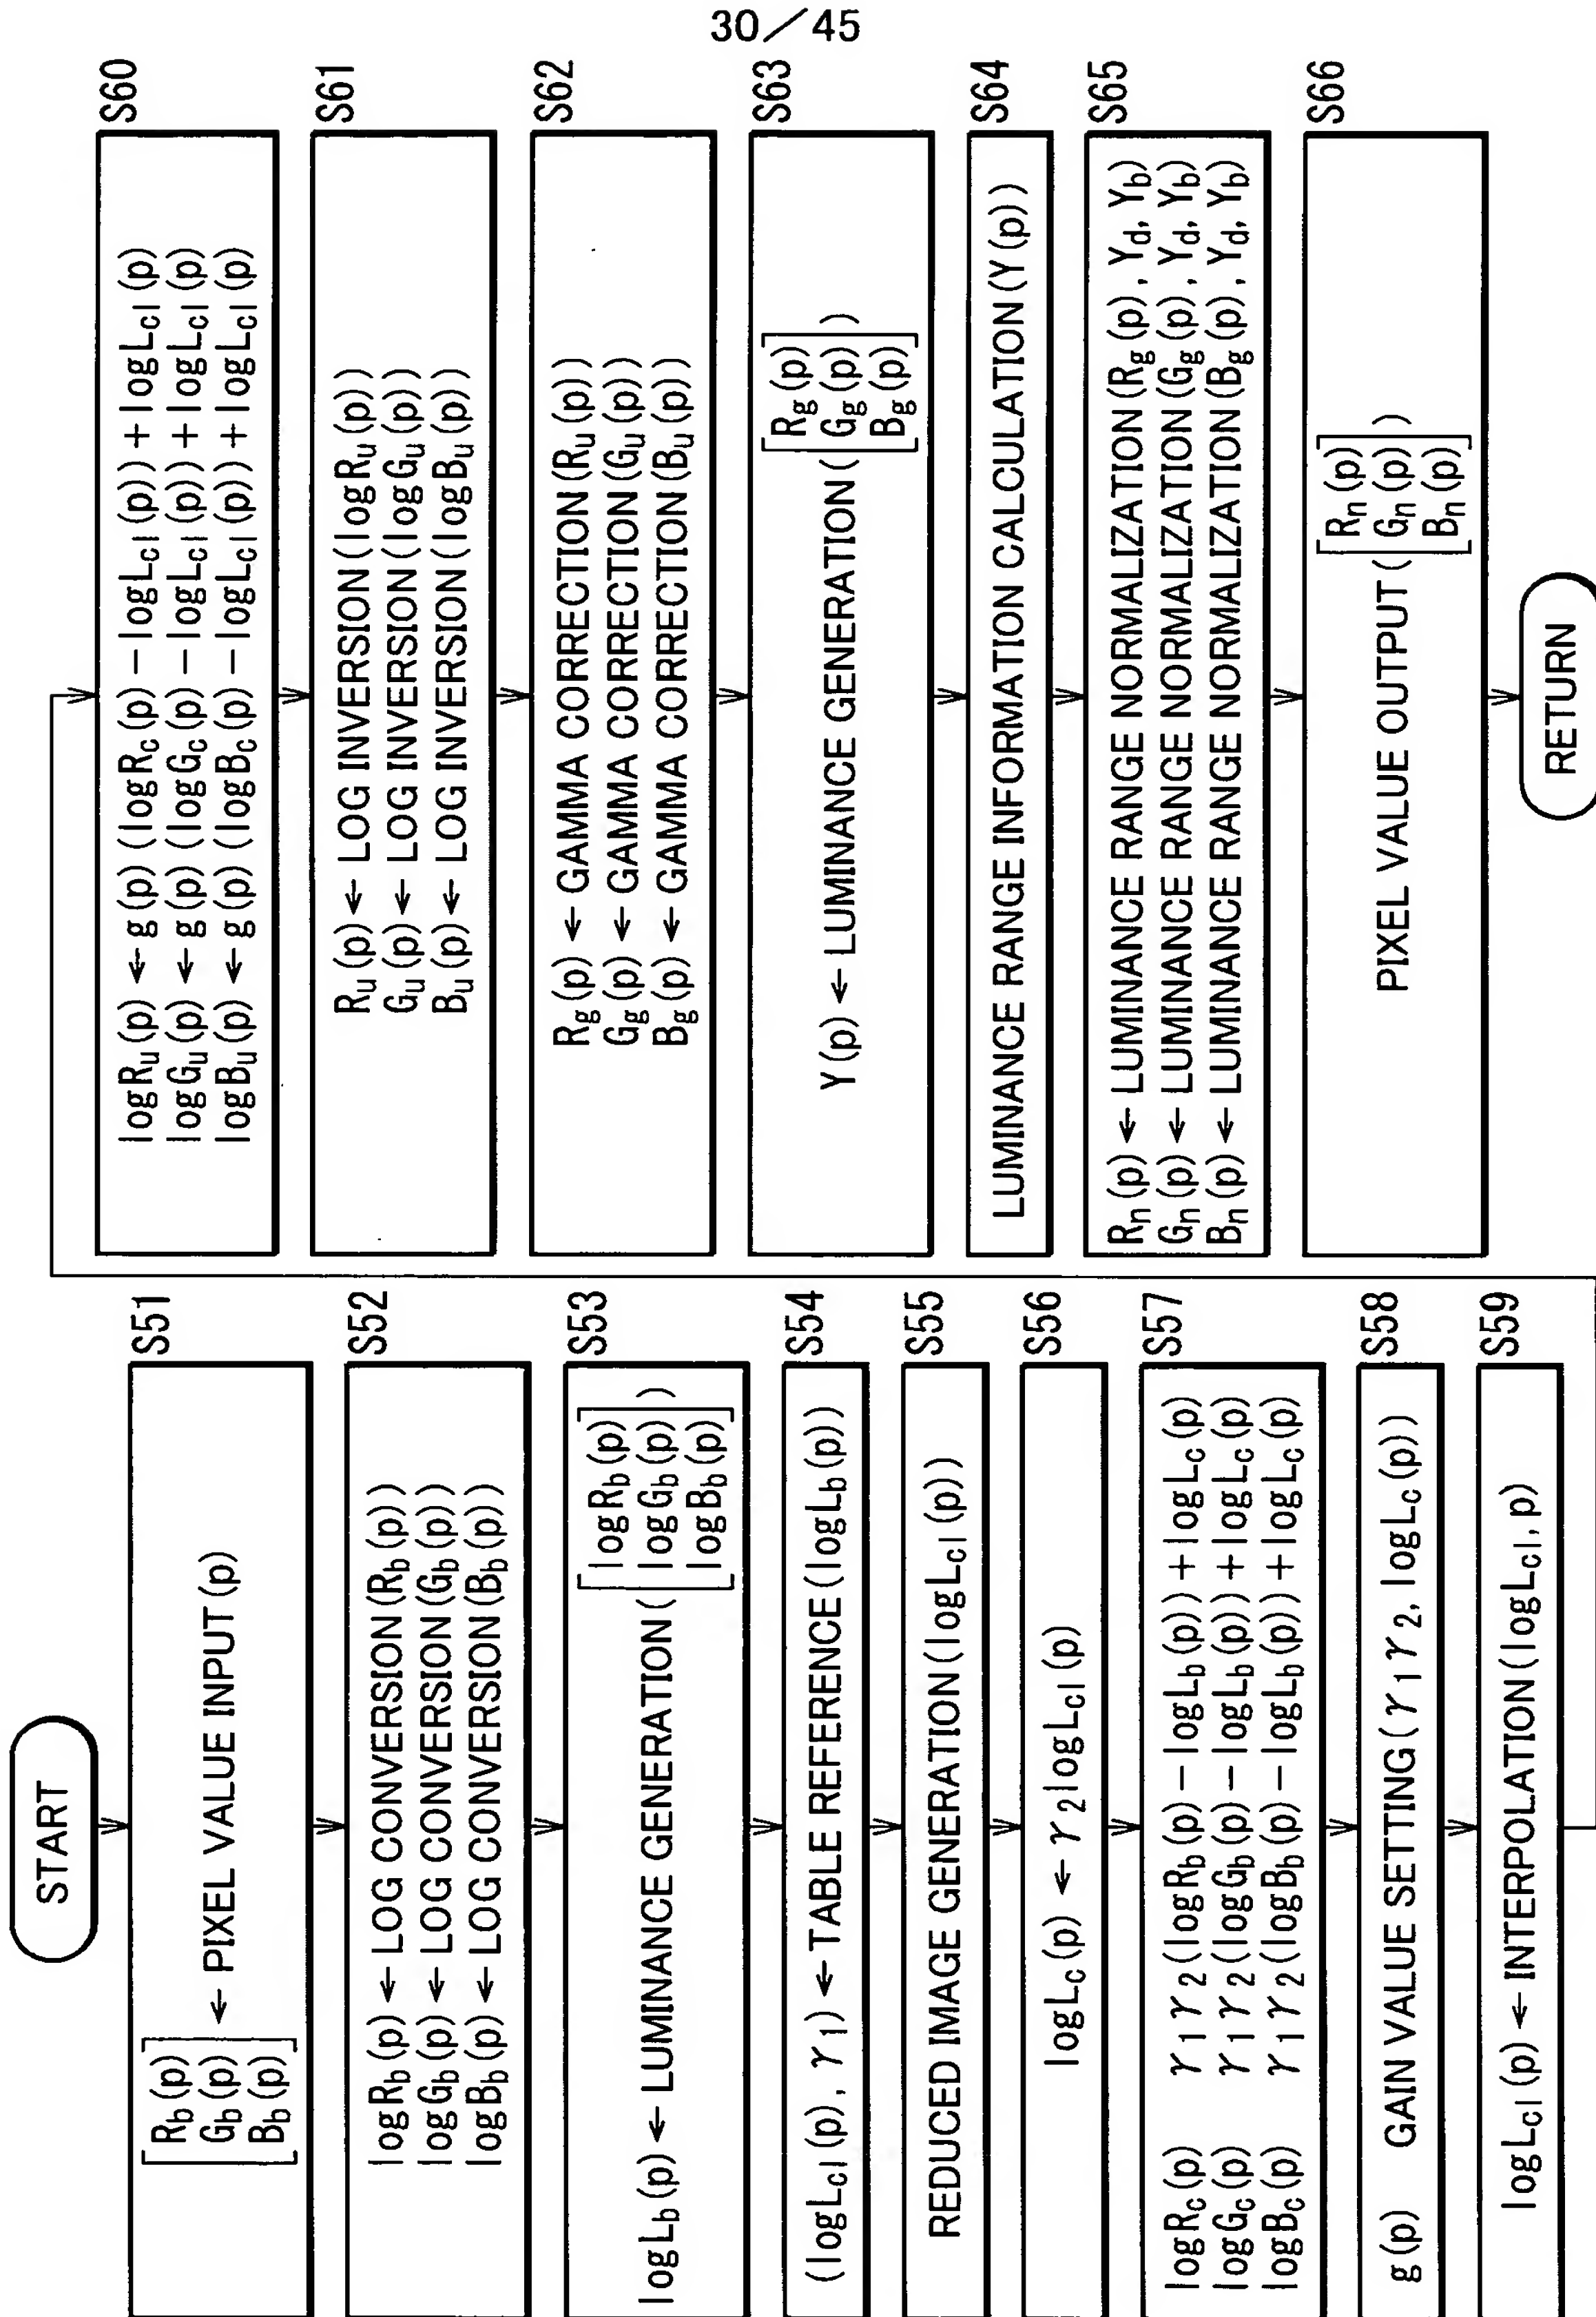 30/45
START
S51
[Rb(p) Gb(p) Bb(p)] ← PIXEL VALUE INPUT(p)
S52
logRb(p) ← LOG CONVERSION(Rb(p))
logGb(p) ← LOG CONVERSION(Gb(p))
logBb(p) ← LOG CONVERSION(Bb(p))
S53
logLb(p) ← LUMINANCE GENERATION([logRb(p) logGb(p) logBb(p)])
S54
(logLcl(p), γ1) ← TABLE REFERENCE(logLb(p))
S55
REDUCED IMAGE GENERATION(logLcl(p))
S56
logLc(p) ← γ2logLcl(p)
S57
logRc(p) γ1γ2(logRb(p)−logLb(p))+logLc(p)
logGc(p) γ1γ2(logGb(p)−logLb(p))+logLc(p)
logBc(p) γ1γ2(logBb(p)−logLb(p))+logLc(p)
S58
g(p) GAIN VALUE SETTING(γ1γ2, logLc(p))
S59
logLcl(p) ← INTERPOLATION(logLcl, p)
S60
logRu(p) ← g(p)(logRc(p)−logLcl(p))+logLcl(p)
logGu(p) ← g(p)(logGc(p)−logLcl(p))+logLcl(p)
logBu(p) ← g(p)(logBc(p)−logLcl(p))+logLcl(p)
S61
Ru(p) ← LOG INVERSION(logRu(p))
Gu(p) ← LOG INVERSION(logGu(p))
Bu(p) ← LOG INVERSION(logBu(p))
S62
Rg(p) ← GAMMA CORRECTION(Ru(p))
Gg(p) ← GAMMA CORRECTION(Gu(p))
Bg(p) ← GAMMA CORRECTION(Bu(p))
S63
Y(p) ← LUMINANCE GENERATION([Rg(p) Gg(p) Bg(p)])
S64
LUMINANCE RANGE INFORMATION CALCULATION(Y(p))
S65
Rn(p) ← LUMINANCE RANGE NORMALIZATION(Rg(p), Yd, Yb)
Gn(p) ← LUMINANCE RANGE NORMALIZATION(Gg(p), Yd, Yb)
Bn(p) ← LUMINANCE RANGE NORMALIZATION(Bg(p), Yd, Yb)
S66
PIXEL VALUE OUTPUT([Rn(p) Gn(p) Bn(p)])
RETURN